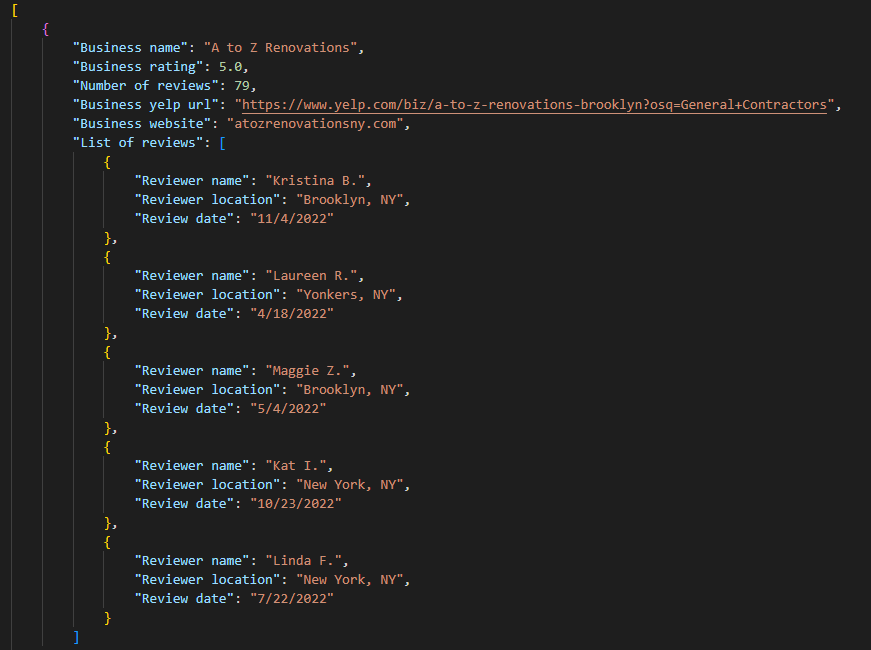 [
{
"Business name": "A to Z Renovations",
"Business rating": 5.0,
"Number of reviews": 79,
"Business yelp url": "https://www.yelp.com/biz/a-to-z-renovations-brooklyn?osq=General+Contractors",
"Business website": "atozrenovationsny.com",
"List of reviews": [
{
"Reviewer name": "Kristina B.",
"Reviewer location": "Brooklyn, NY",
"Review date": "11/4/2022"
},
{
"Reviewer name": "Laureen R.",
"Reviewer location": "Yonkers, NY",
"Review date": "4/18/2022"
},
{
"Reviewer name": "Maggie Z.",
"Reviewer location": "Brooklyn, NY",
"Review date": "5/4/2022"
},
{
"Reviewer name": "Kat I.",
"Reviewer location": "New York, NY",
"Review date": "10/23/2022"
},
{
"Reviewer name": "Linda F.",
"Reviewer location": "New York, NY",
"Review date": "7/22/2022"
}
]